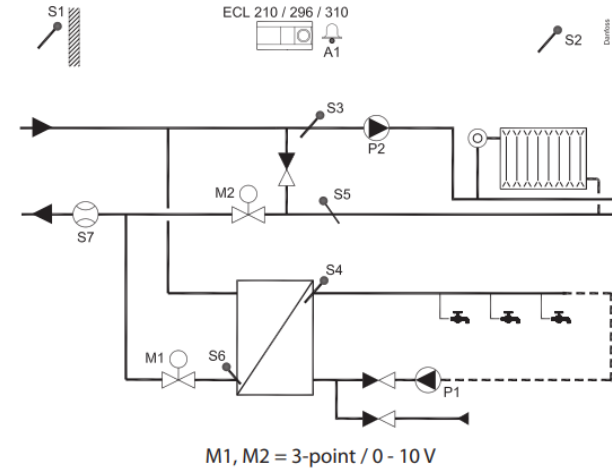 S1
ECL 210 / 296 / 310
A1
S2
Danfoss
S3
P2
M2
S5
S7
S4
M1
S6
P1
M1, M2 = 3-point / 0 - 10 V